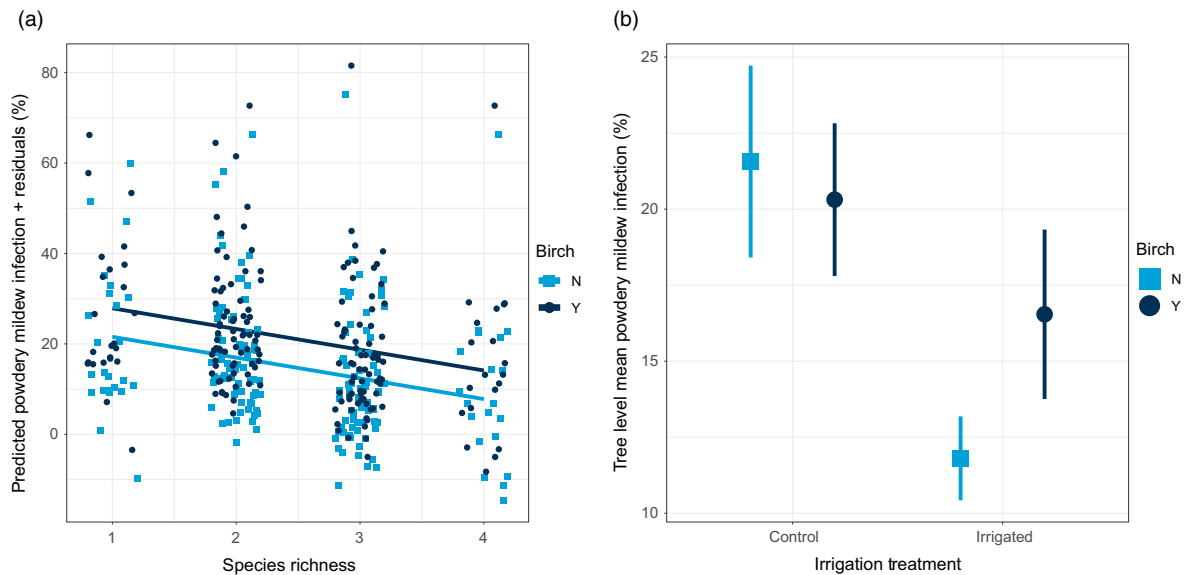 (a)
Predicted powdery mildew infection + residuals (%)
80
60
40
20
0
1
2
3
4
Species richness
Birch
N
Y
(b)
Tree level mean powdery mildew infection (%)
25
20
15
10
Control
Irrigated
Irrigation treatment
Birch
N
Y